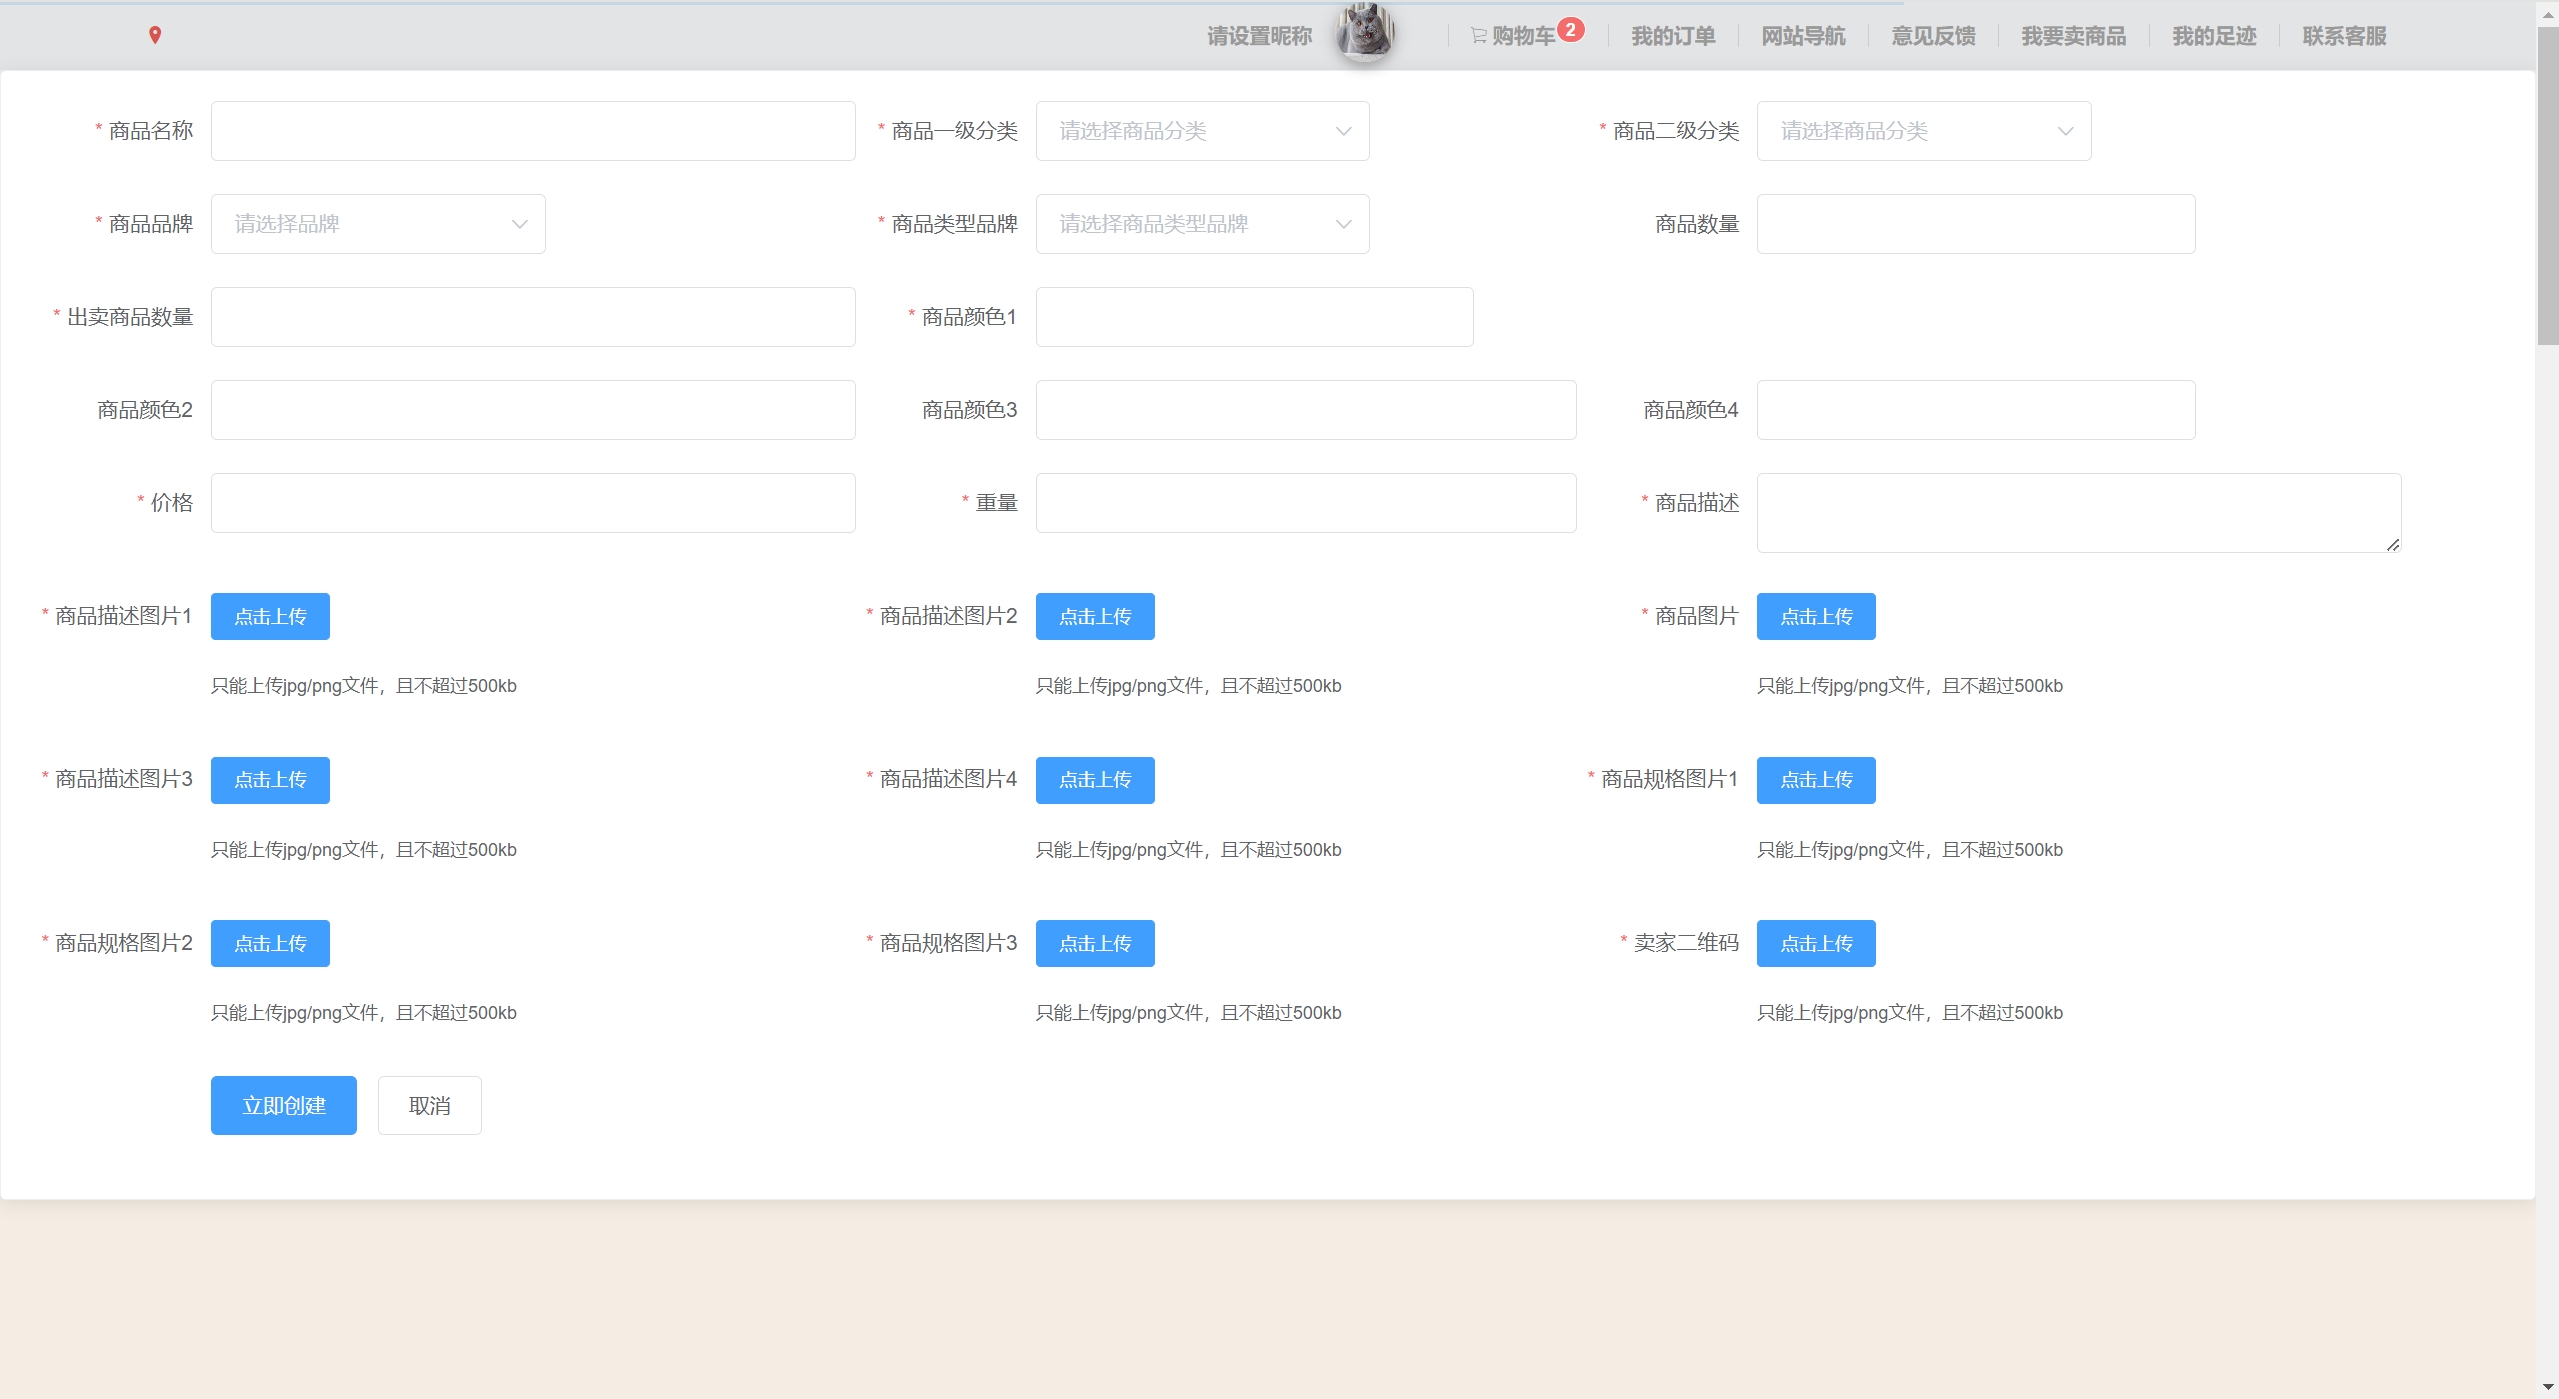 请设置昵称 购物车 2 我的订单 网站导航 意见反馈 我要卖商品 我的足迹 联系客服
* 商品名称 * 商品一级分类 请选择商品分类 * 商品二级分类 请选择商品分类
* 商品品牌 请选择品牌 * 商品类型品牌 请选择商品类型品牌 商品数量
* 出卖商品数量 * 商品颜色1
商品颜色2 商品颜色3 商品颜色4
* 价格 * 重量 * 商品描述
* 商品描述图片1 点击上传 * 商品描述图片2 点击上传 * 商品图片 点击上传
只能上传jpg/png文件，且不超过500kb 只能上传jpg/png文件，且不超过500kb 只能上传jpg/png文件，且不超过500kb
* 商品描述图片3 点击上传 * 商品描述图片4 点击上传 * 商品规格图片1 点击上传
只能上传jpg/png文件，且不超过500kb 只能上传jpg/png文件，且不超过500kb 只能上传jpg/png文件，且不超过500kb
* 商品规格图片2 点击上传 * 商品规格图片3 点击上传 * 卖家二维码 点击上传
只能上传jpg/png文件，且不超过500kb 只能上传jpg/png文件，且不超过500kb 只能上传jpg/png文件，且不超过500kb
立即创建 取消